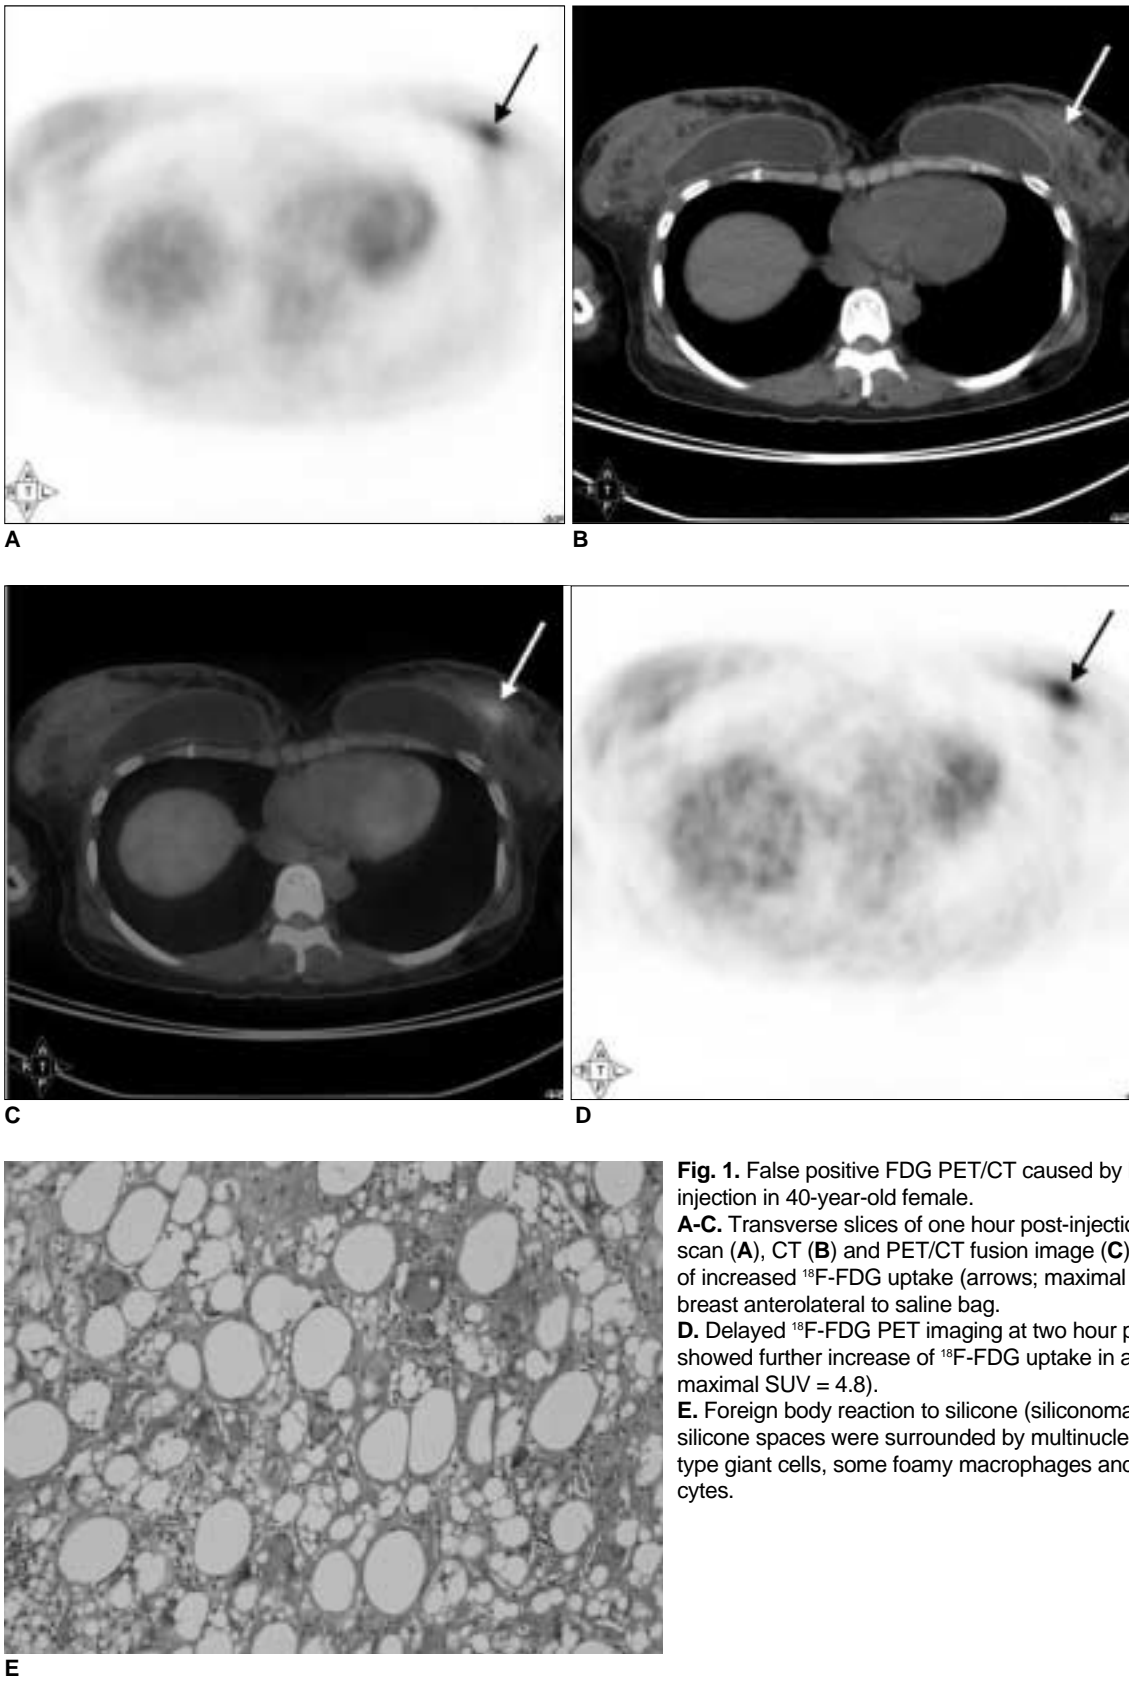 A
B
C
D
E
Fig. 1. False positive FDG PET/CT caused by
injection in 40-year-old female.
A-C. Transverse slices of one hour post-injectio
scan (A), CT (B) and PET/CT fusion image (C)
of increased ¹⁸F-FDG uptake (arrows; maximal
breast anterolateral to saline bag.
D. Delayed ¹⁸F-FDG PET imaging at two hour p
showed further increase of ¹⁸F-FDG uptake in a
maximal SUV = 4.8).
E. Foreign body reaction to silicone (siliconoma
silicone spaces were surrounded by multinucle
type giant cells, some foamy macrophages and
cytes.